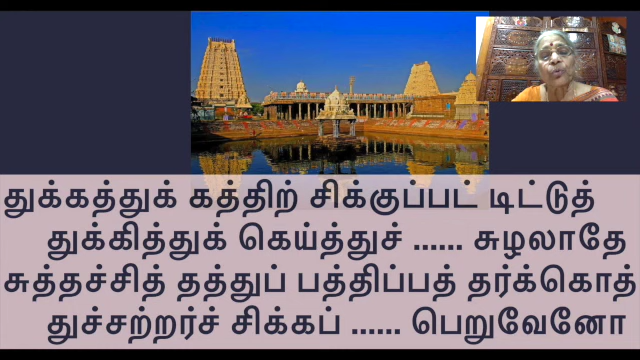 துக்கத்துக் கத்திற் சிக்குப்பட் டிட்டுத்
துக்கித்துக் கெய்த்துச் ...... சுழலாதே
சுத்தச்சித் தத்துப் பத்திப்பத் தர்க்கொத்
துச்சற்றர்ச் சிக்கப் ...... பெறுவேனோ